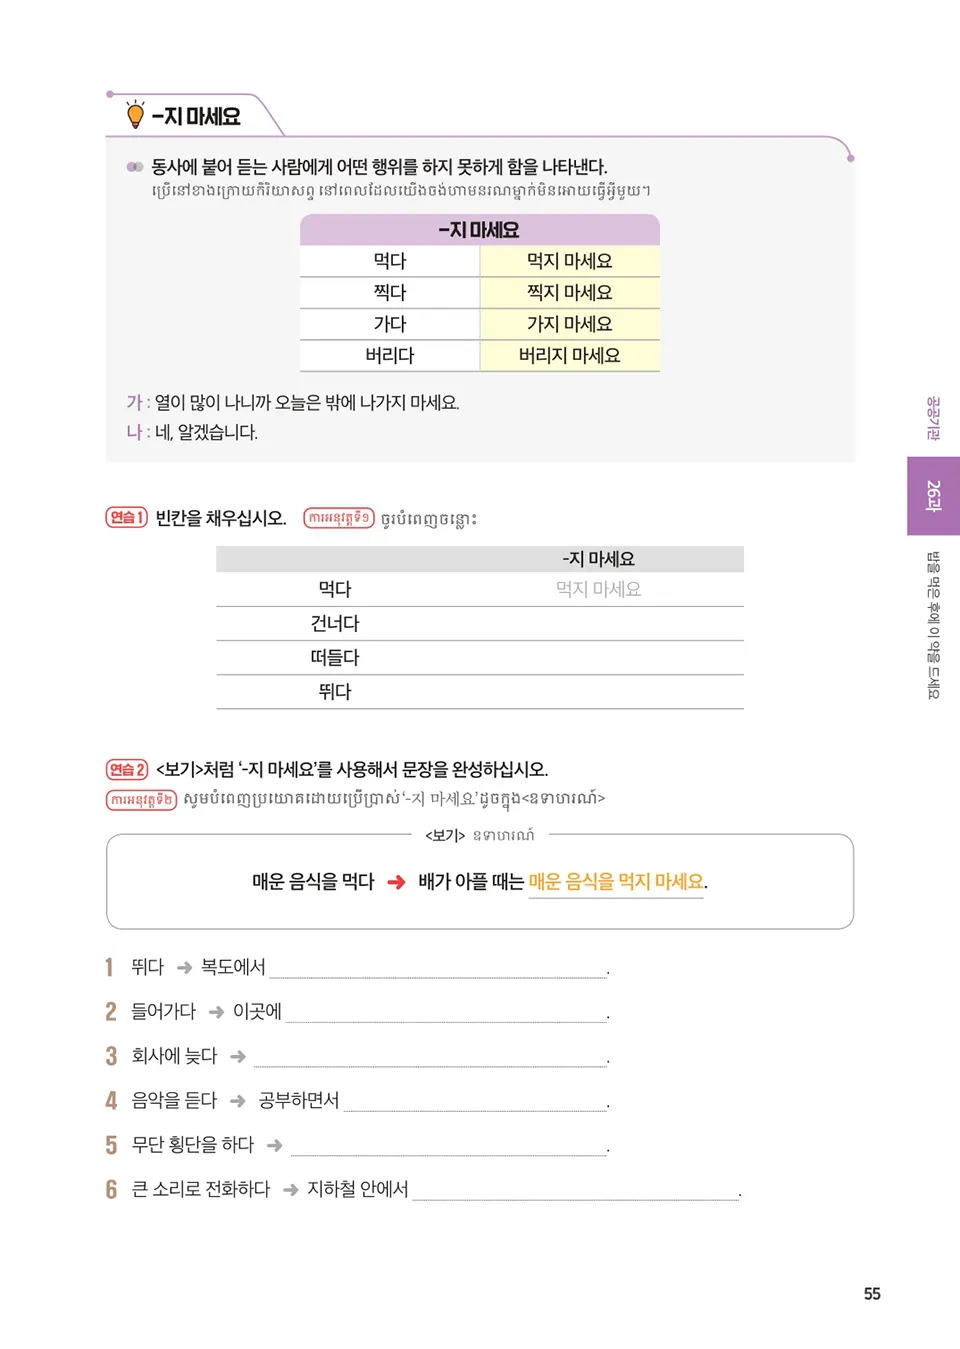 -지 마세요
동사에 붙어 듣는 사람에게 어떤 행위를 하지 못하게 함을 나타낸다.
ប្រើនៅខាងក្រោយកិរិយាសព្ទ នៅពេលដែលយើងចង់ហាមនរណម្នាក់មិនអោយធ្វើអ្វីមួយ។
-지 마세요
먹다 먹지 마세요
찍다 찍지 마세요
가다 가지 마세요
버리다 버리지 마세요
가 : 열이 많이 나니까 오늘은 밖에 나가지 마세요.
나 : 네, 알겠습니다.
연습 1 빈칸을 채우십시오. ការអនុវត្តទី១ ចូរបំពេញចន្លោះ
-지 마세요
먹다 먹지 마세요
건너다
떠들다
뛰다
연습 2 <보기>처럼 ‘-지 마세요’를 사용해서 문장을 완성하십시오.
ការអនុវត្តទី២ សូមបំពេញប្រយោគដោយប្រើប្រាស់ ‘-지 마세요’ ដូចក្នុង<ឧទាហរណ៍>
<보기> ឧទាហរណ៍
매운 음식을 먹다 ➜ 배가 아플 때는 매운 음식을 먹지 마세요.
1 뛰다 ➜ 복도에서 .
2 들어가다 ➜ 이곳에 .
3 회사에 늦다 ➜ .
4 음악을 듣다 ➜ 공부하면서 .
5 무단 횡단을 하다 ➜ .
6 큰 소리로 전화하다 ➜ 지하철 안에서 .
공공기관
26과
밥을 먹은 후에 이 약을 드세요
55